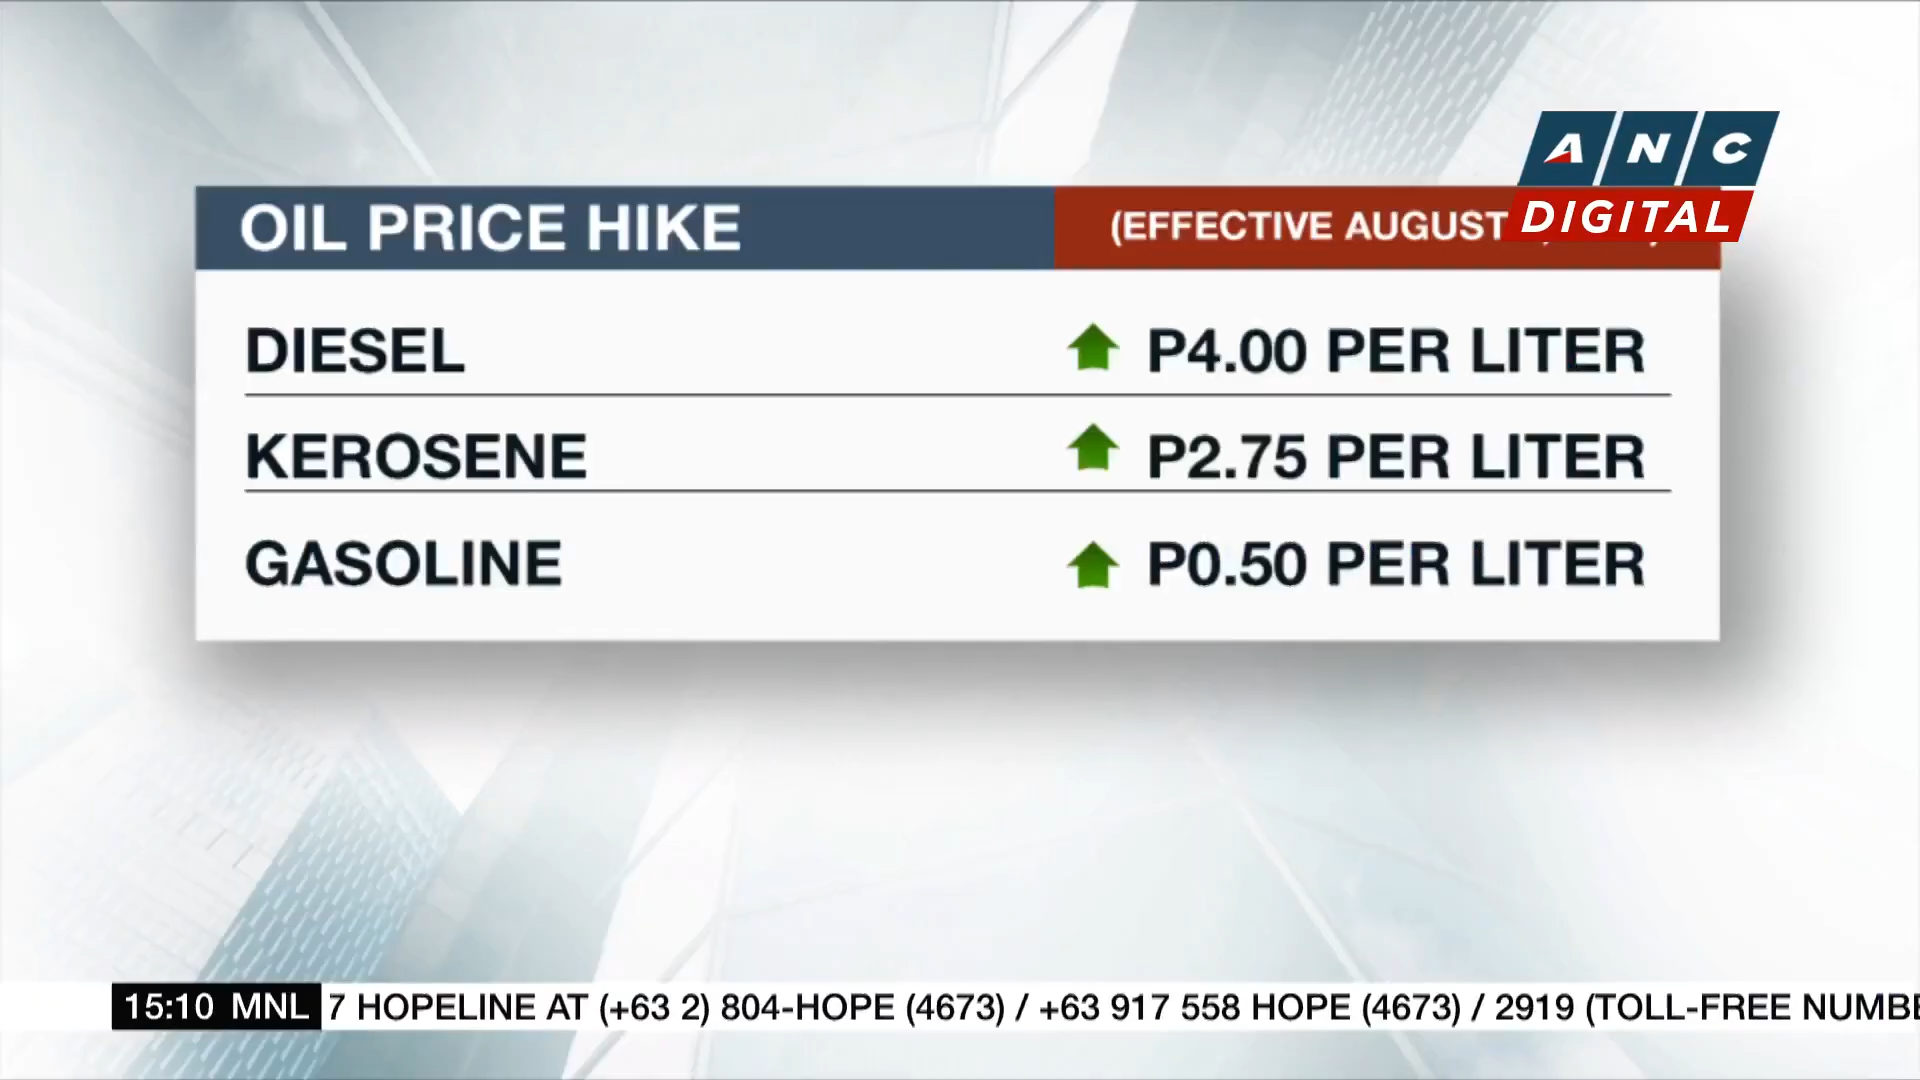 ANC
DIGITAL
OIL PRICE HIKE
(EFFECTIVE AUGUST
DIESEL
P4.00 PER LITER
KEROSENE
P2.75 PER LITER
GASOLINE
P0.50 PER LITER
15:10 MNL
7 HOPELINE AT (+63 2) 804-HOPE (4673) / +63 917 558 HOPE (4673) / 2919 (TOLL-FREE NUMBE